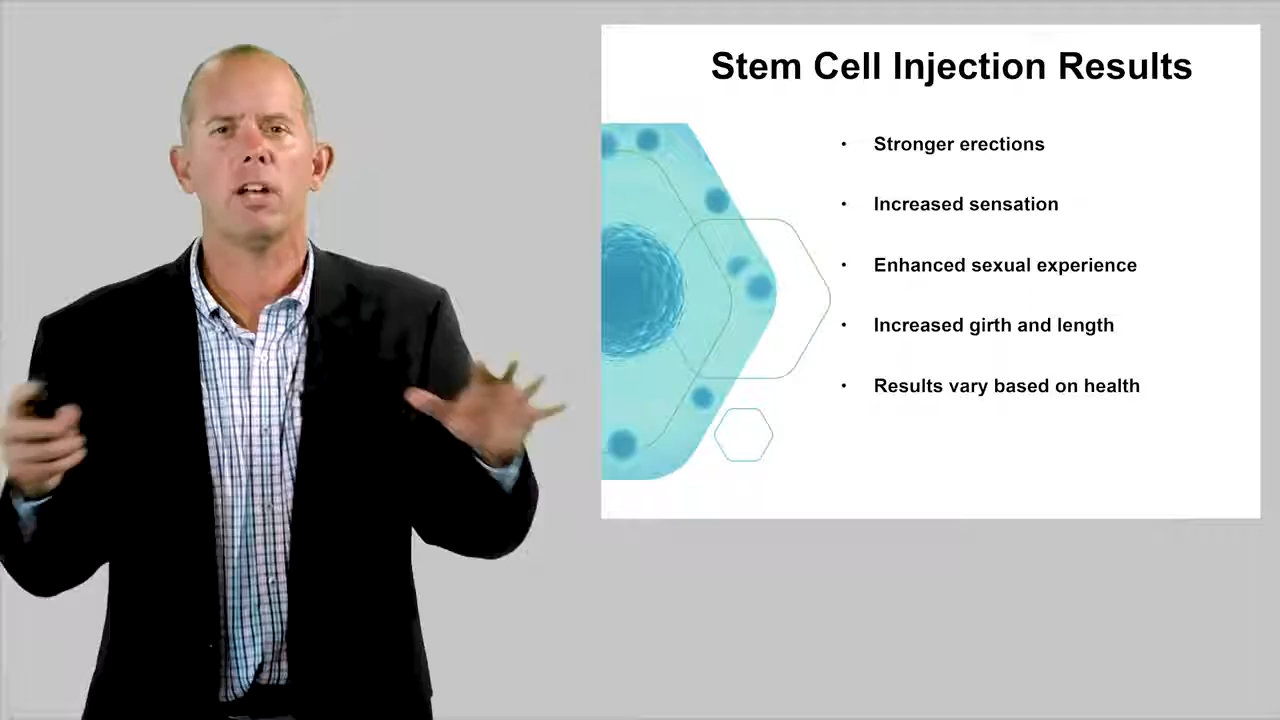 Stem Cell Injection Results
• Stronger erections
• Increased sensation
• Enhanced sexual experience
• Increased girth and length
• Results vary based on health